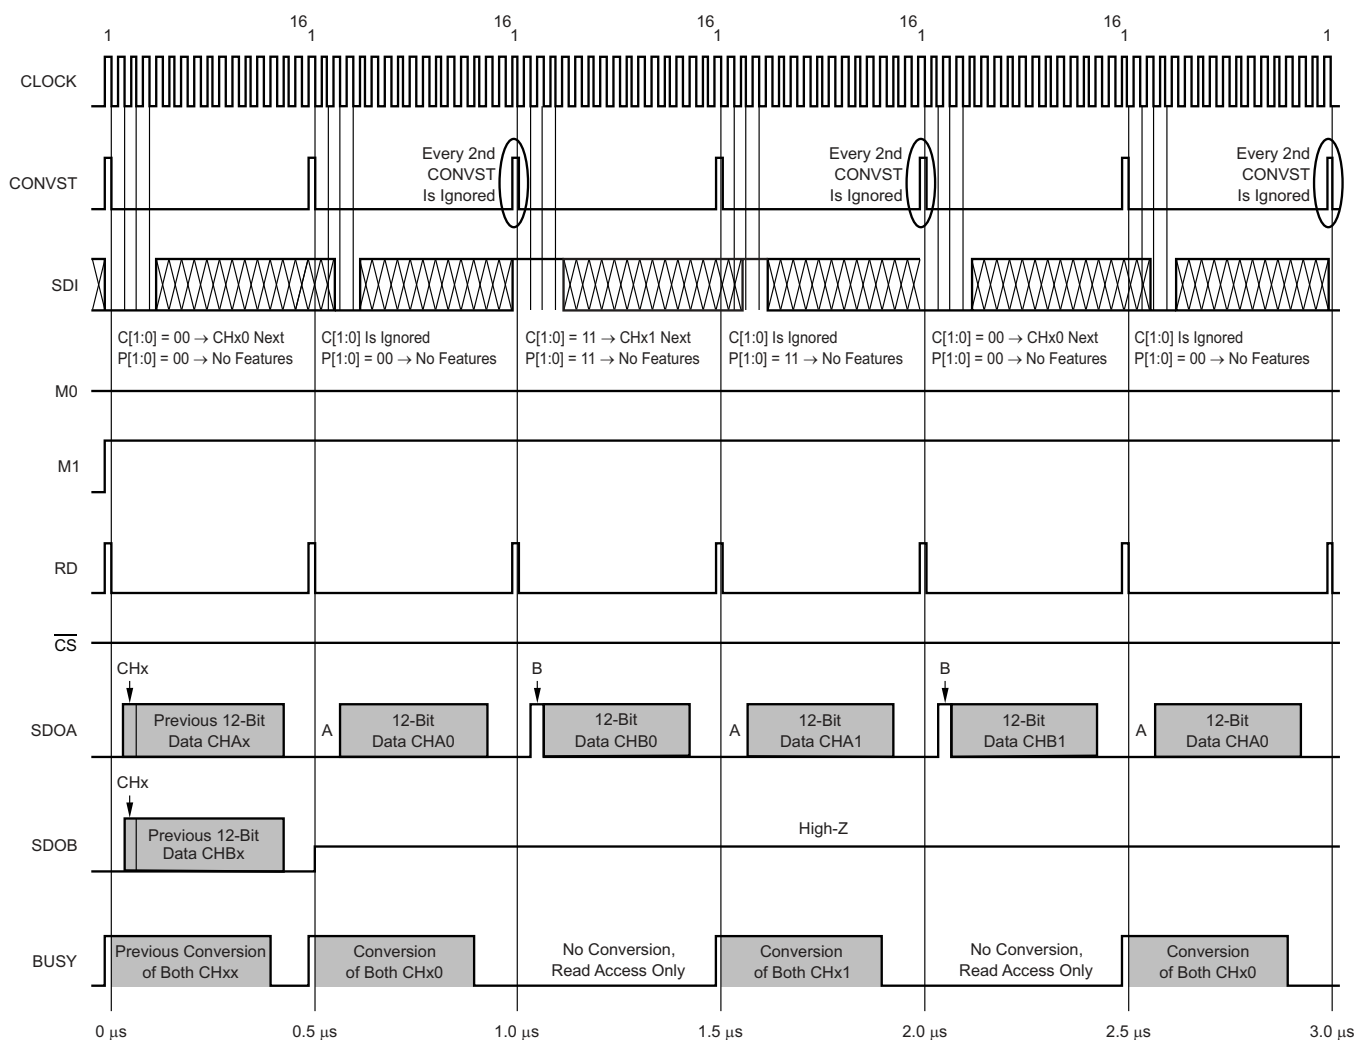 1 16 1 16 1 16 1 16 1 16 1 1
CLOCK
CONVST
Every 2nd
CONVST
Is Ignored
Every 2nd
CONVST
Is Ignored
Every 2nd
CONVST
Is Ignored
SDI
C[1:0] = 00 → CHx0 Next
P[1:0] = 00 → No Features
C[1:0] Is Ignored
P[1:0] = 00 → No Features
C[1:0] = 11 → CHx1 Next
P[1:0] = 11 → No Features
C[1:0] Is Ignored
P[1:0] = 11 → No Features
C[1:0] = 00 → CHx0 Next
P[1:0] = 00 → No Features
C[1:0] Is Ignored
P[1:0] = 00 → No Features
M0
M1
RD
CS
CHx
B
B
SDOA
Previous 12-Bit
Data CHAx
A
12-Bit
Data CHA0
12-Bit
Data CHB0
A
12-Bit
Data CHA1
12-Bit
Data CHB1
A
12-Bit
Data CHA0
CHx
SDOB
Previous 12-Bit
Data CHBx
High-Z
BUSY
Previous Conversion
of Both CHxx
Conversion
of Both CHx0
No Conversion,
Read Access Only
Conversion
of Both CHx1
No Conversion,
Read Access Only
Conversion
of Both CHx0
0 μs 0.5 μs 1.0 μs 1.5 μs 2.0 μs 2.5 μs 3.0 μs